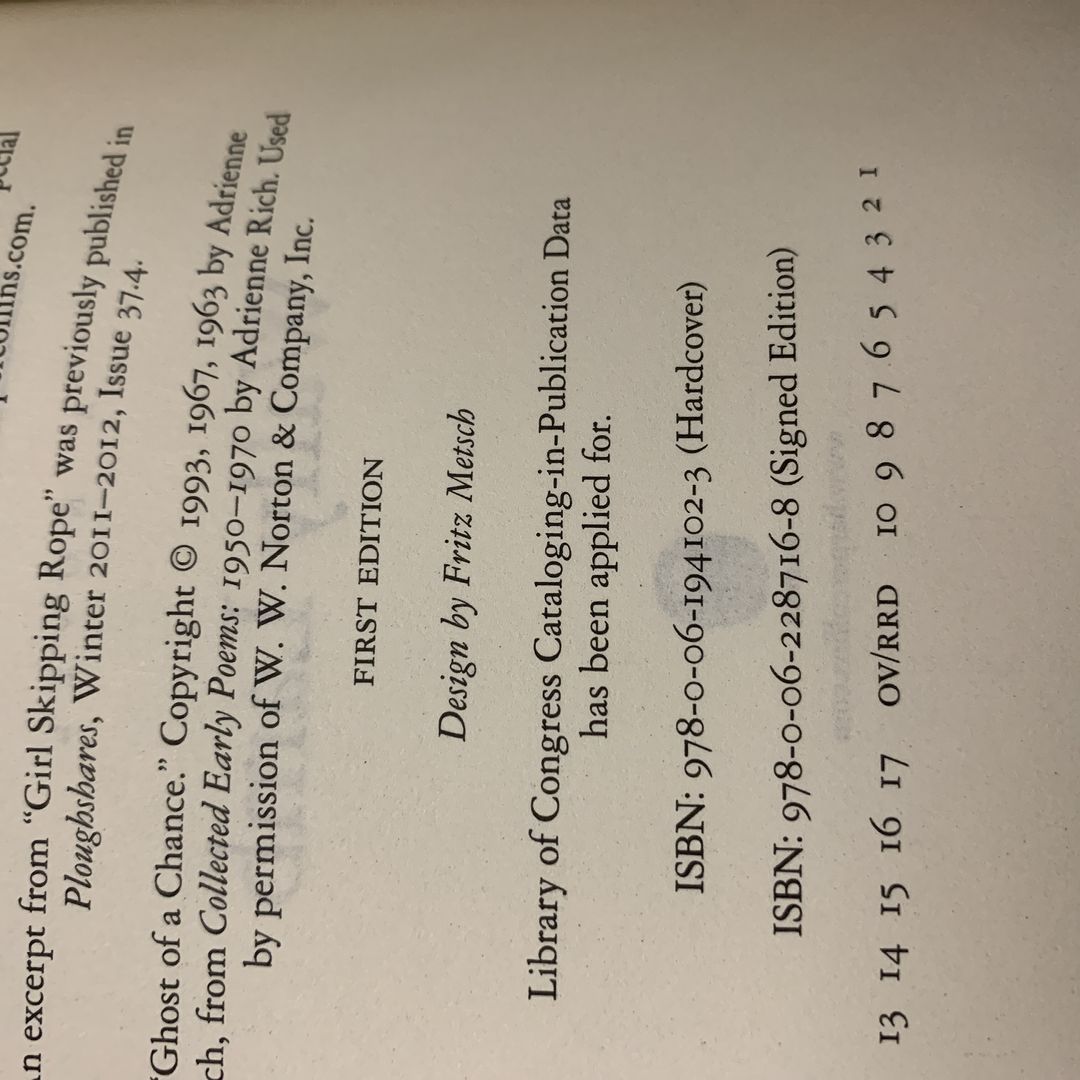 An excerpt from “Girl Skipping Rope” was previously published in
Ploughshares, Winter 2011–2012, Issue 37.4.
“Ghost of a Chance.” Copyright © 1993, 1967, 1963 by Adrienne
ch, from Collected Early Poems: 1950–1970 by Adrienne Rich. Used
by permission of W. W. Norton & Company, Inc.
FIRST EDITION
Design by Fritz Metsch
Library of Congress Cataloging-in-Publication Data
has been applied for.
ISBN: 978-0-06-194102-3 (Hardcover)
ISBN: 978-0-06-228716-8 (Signed Edition)
13 14 15 16 17 OV/RRD 10 9 8 7 6 5 4 3 2 1